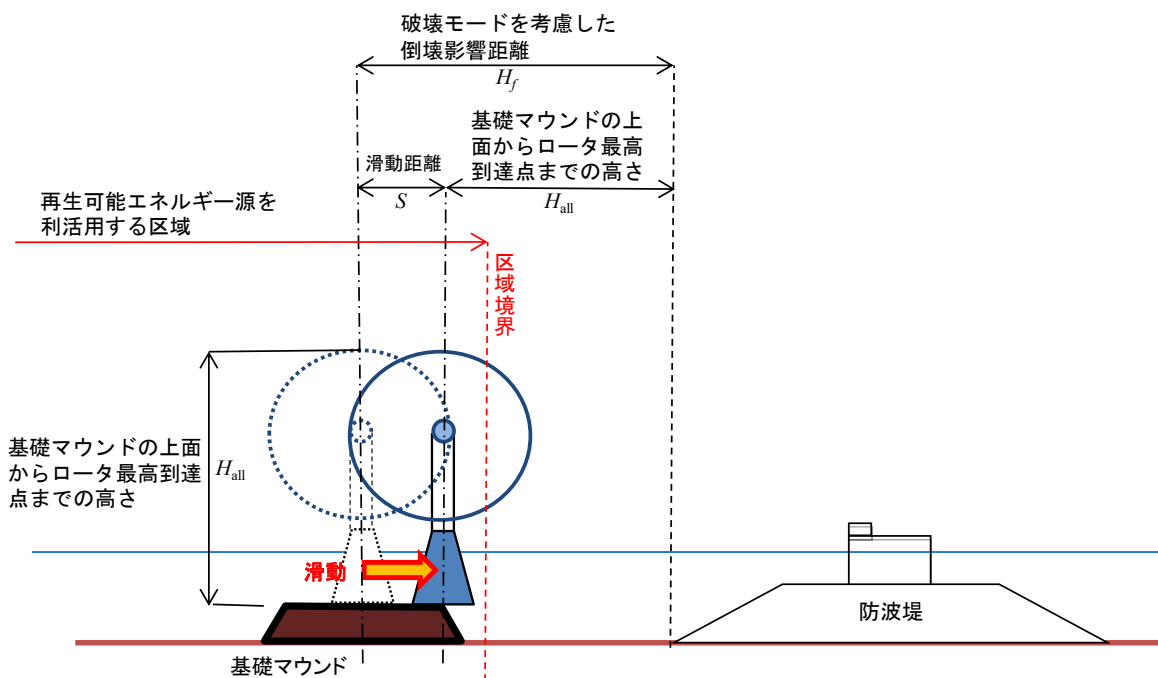 破壊モードを考慮した
倒壊影響距離
Hf
基礎マウンドの上
面からロータ最高
到達点までの高さ
滑動距離
S
Hall
再生可能エネルギー源を
利活用する区域
区域境界
基礎マウンドの上面
からロータ最高到達
点までの高さ
Hall
滑動
防波堤
基礎マウンド